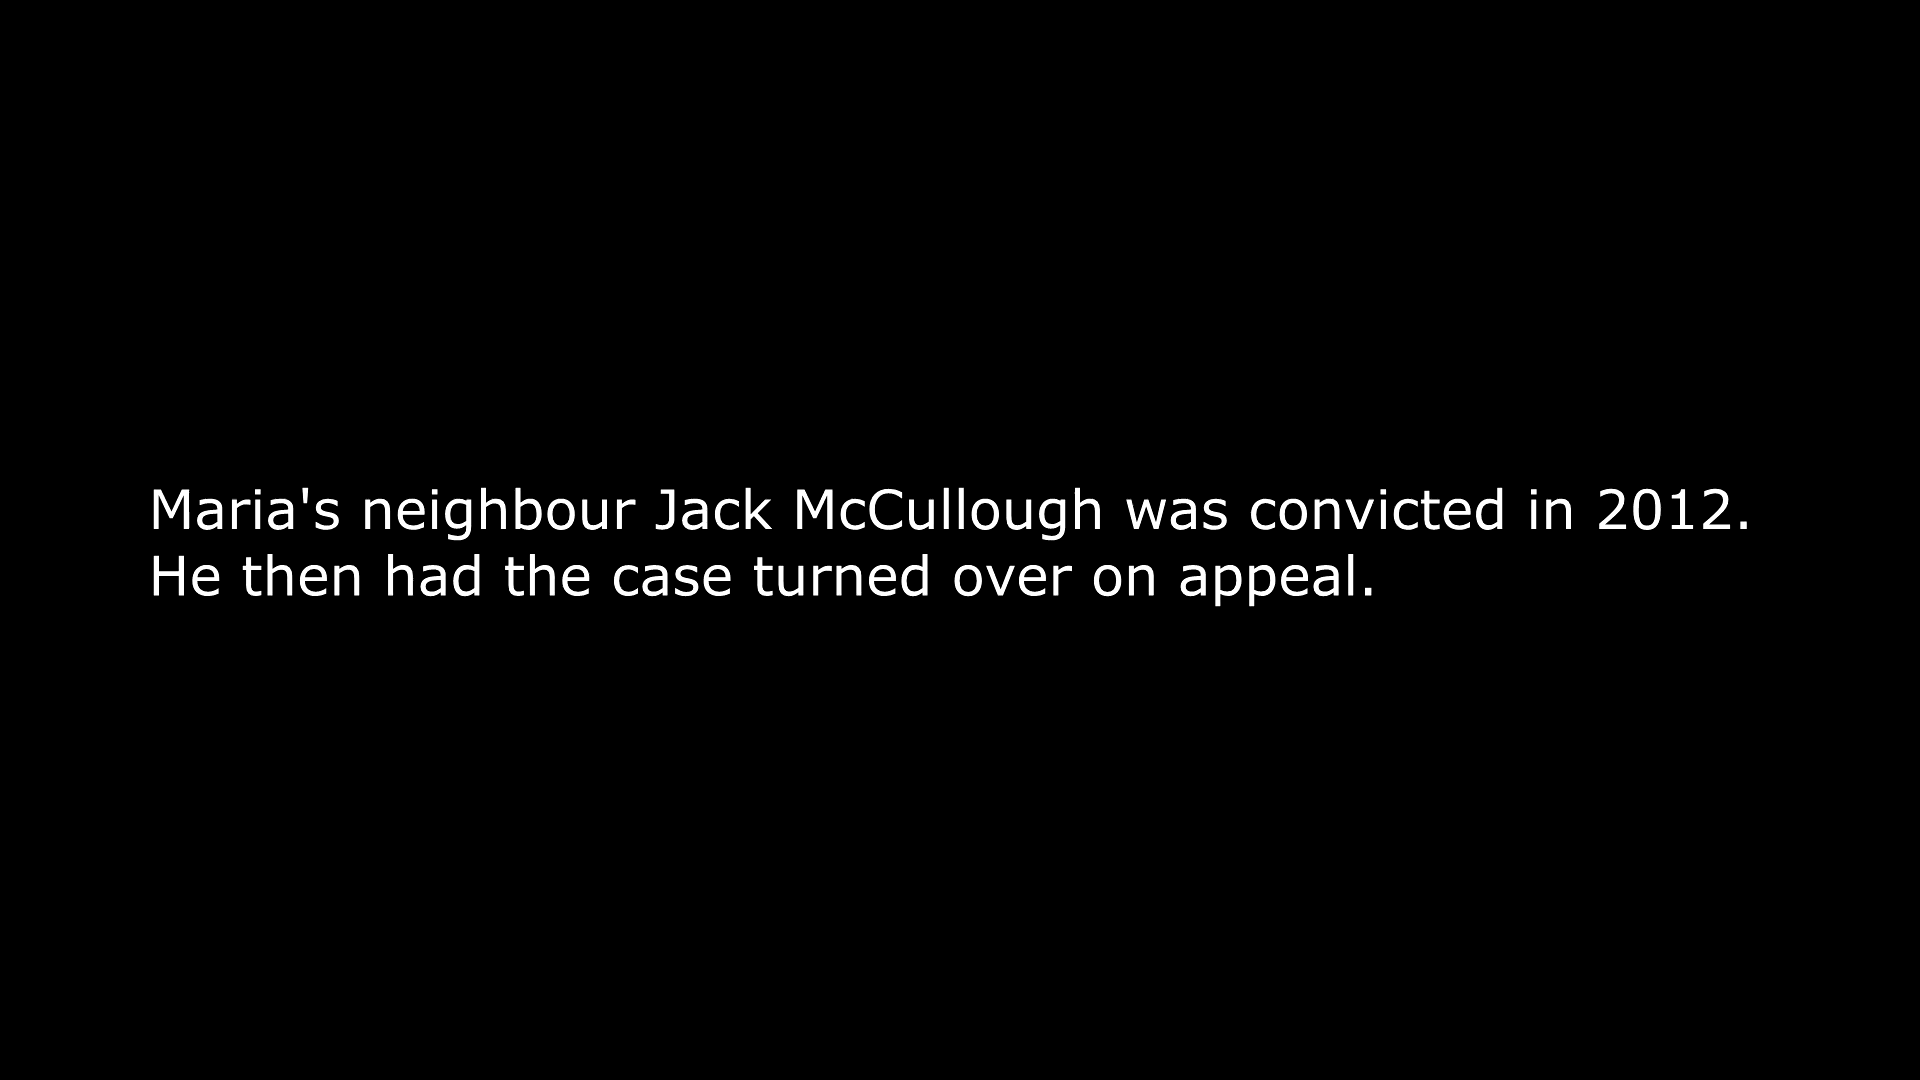 Maria's neighbour Jack McCullough was convicted in 2012.
He then had the case turned over on appeal.